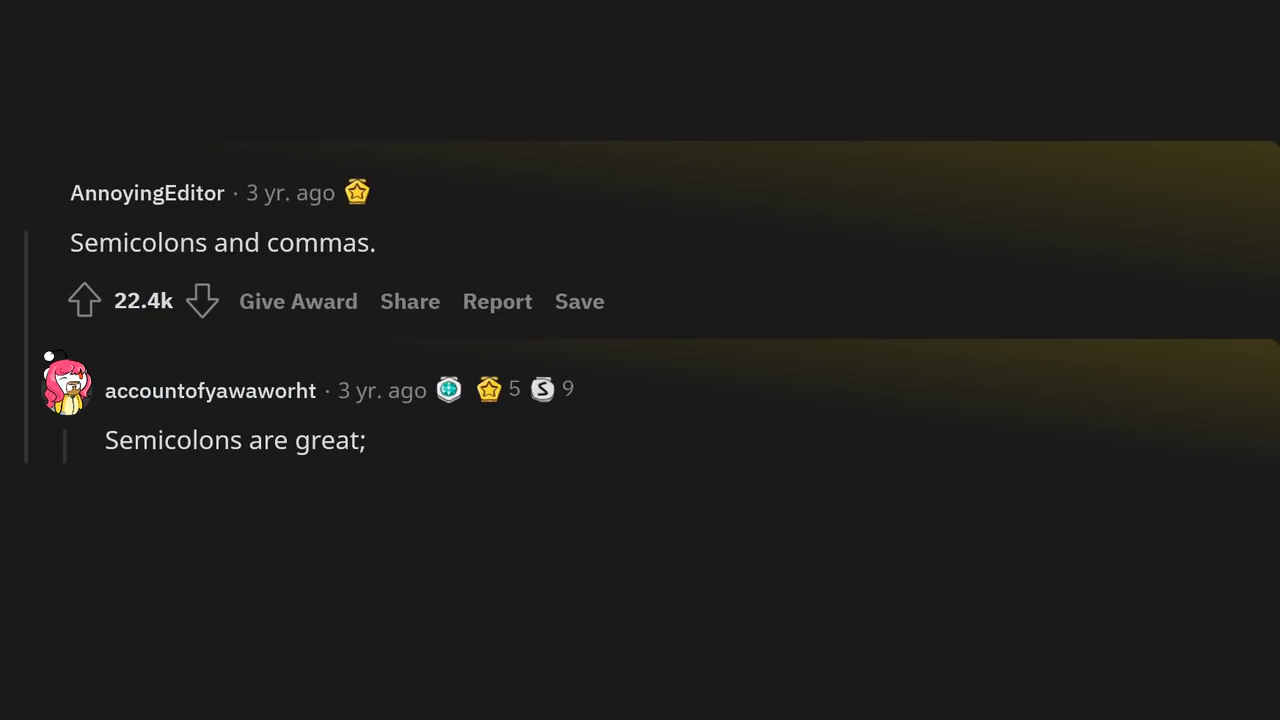 AnnoyingEditor · 3 yr. ago
Semicolons and commas.
22.4k Give Award Share Report Save
accountofyawaworht · 3 yr. ago 5 S 9
Semicolons are great;